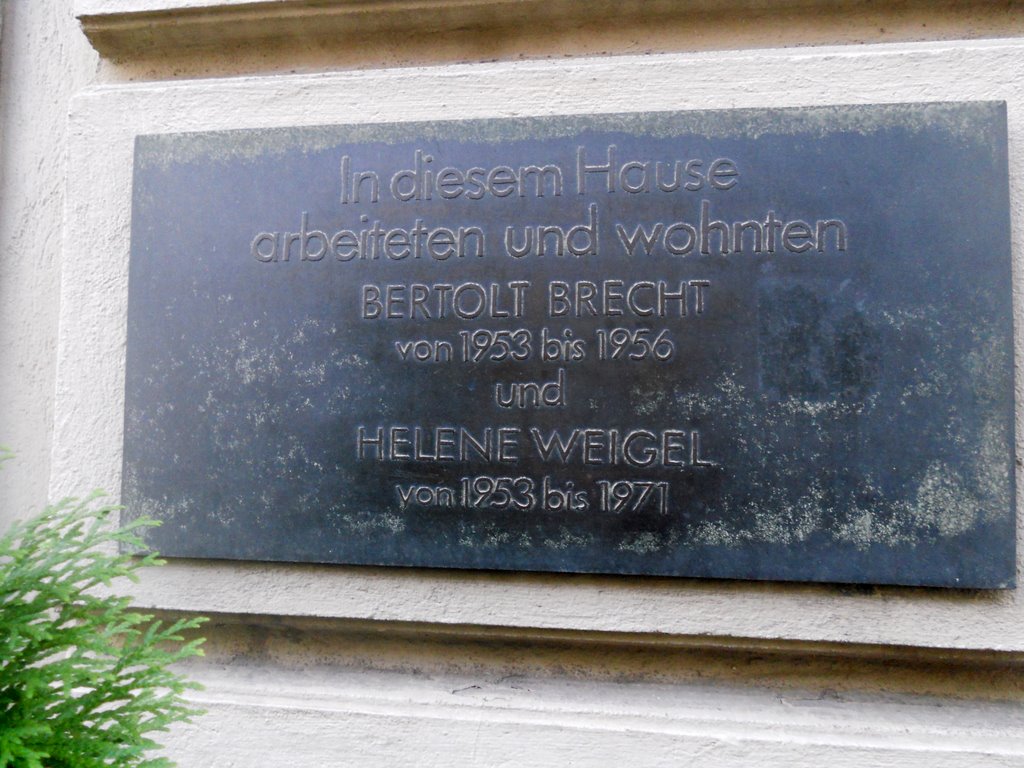 In diesem Hause
arbeiteten und wohnten
BERTOLT BRECHT
von 1953 bis 1956
und
HELENE WEIGEL
von 1953 bis 1971